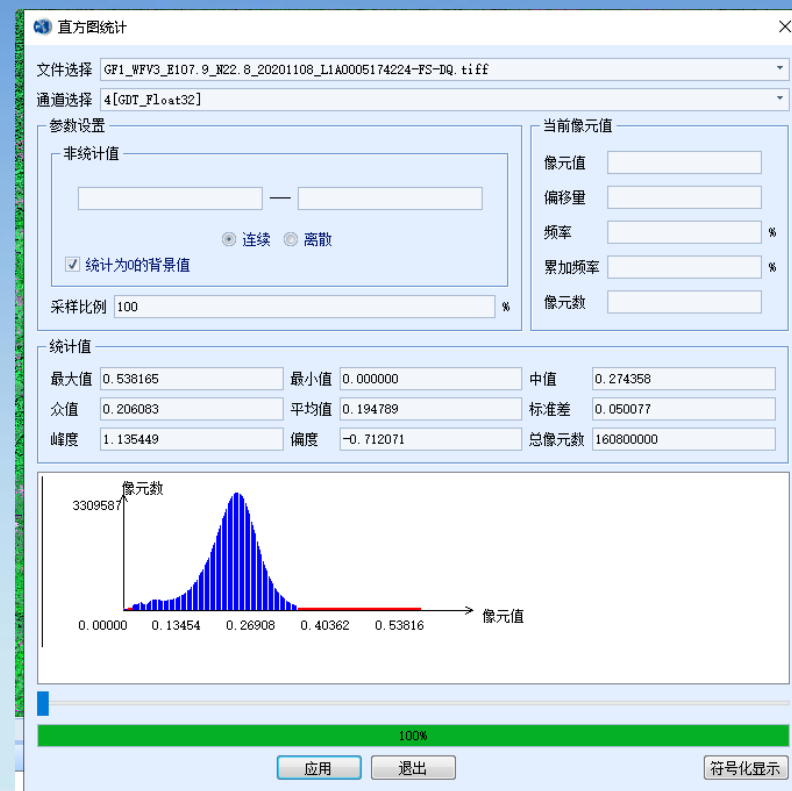 直方图统计
文件选择 GF1_WFV3_E107.9_N22.8_20201108_L1A0005174224-FS-DQ.tiff
通道选择 4[GDT_Float32]
参数设置
非统计值
—
连续 离散
统计为0的背景值
采样比例 100 %
当前像元值
像元值
偏移量
频率 %
累加频率 %
像元数
统计值
最大值 0.538165 最小值 0.000000 中值 0.274358
众值 0.206083 平均值 0.194789 标准差 0.050077
峰度 1.135449 偏度 -0.712071 总像元数 160800000
像元数
3309587
像元值
0.00000 0.13454 0.26908 0.40362 0.53816
100%
应用 退出 符号化显示